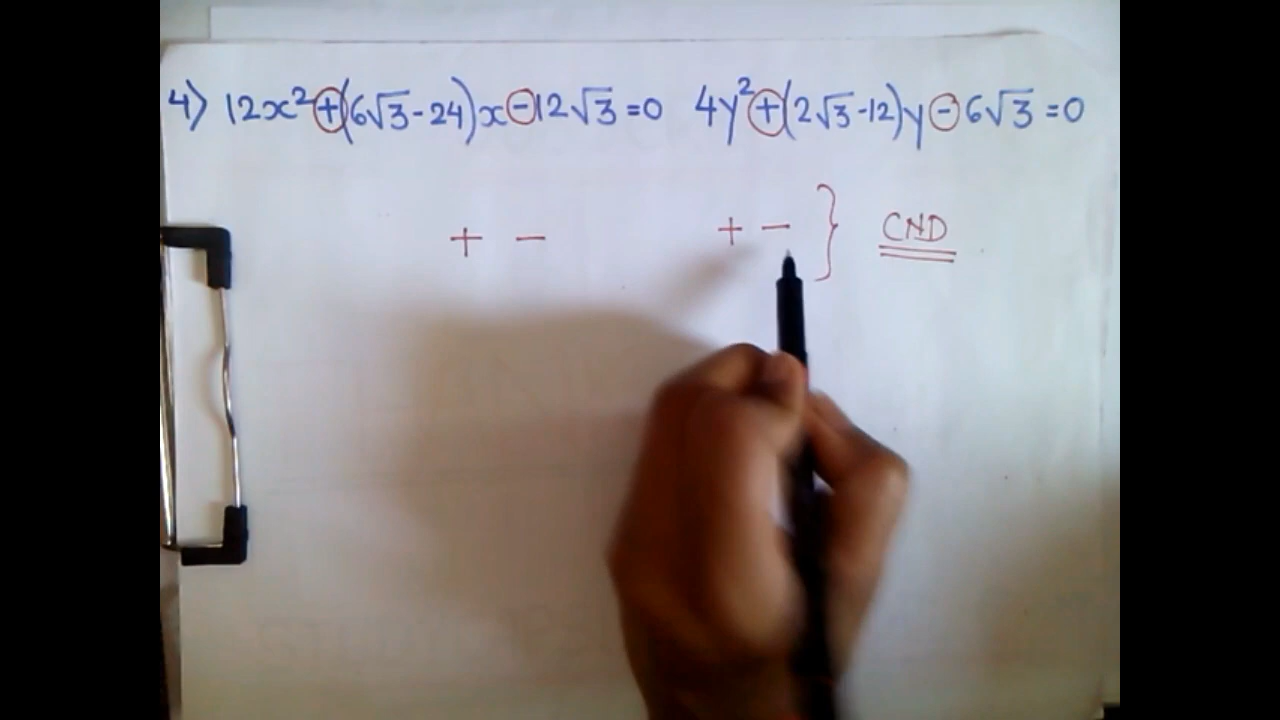 4) 12x²+(6√3-24)x-12√3=0 4y²+(2√3-12)y-6√3=0
+ - + - } CND